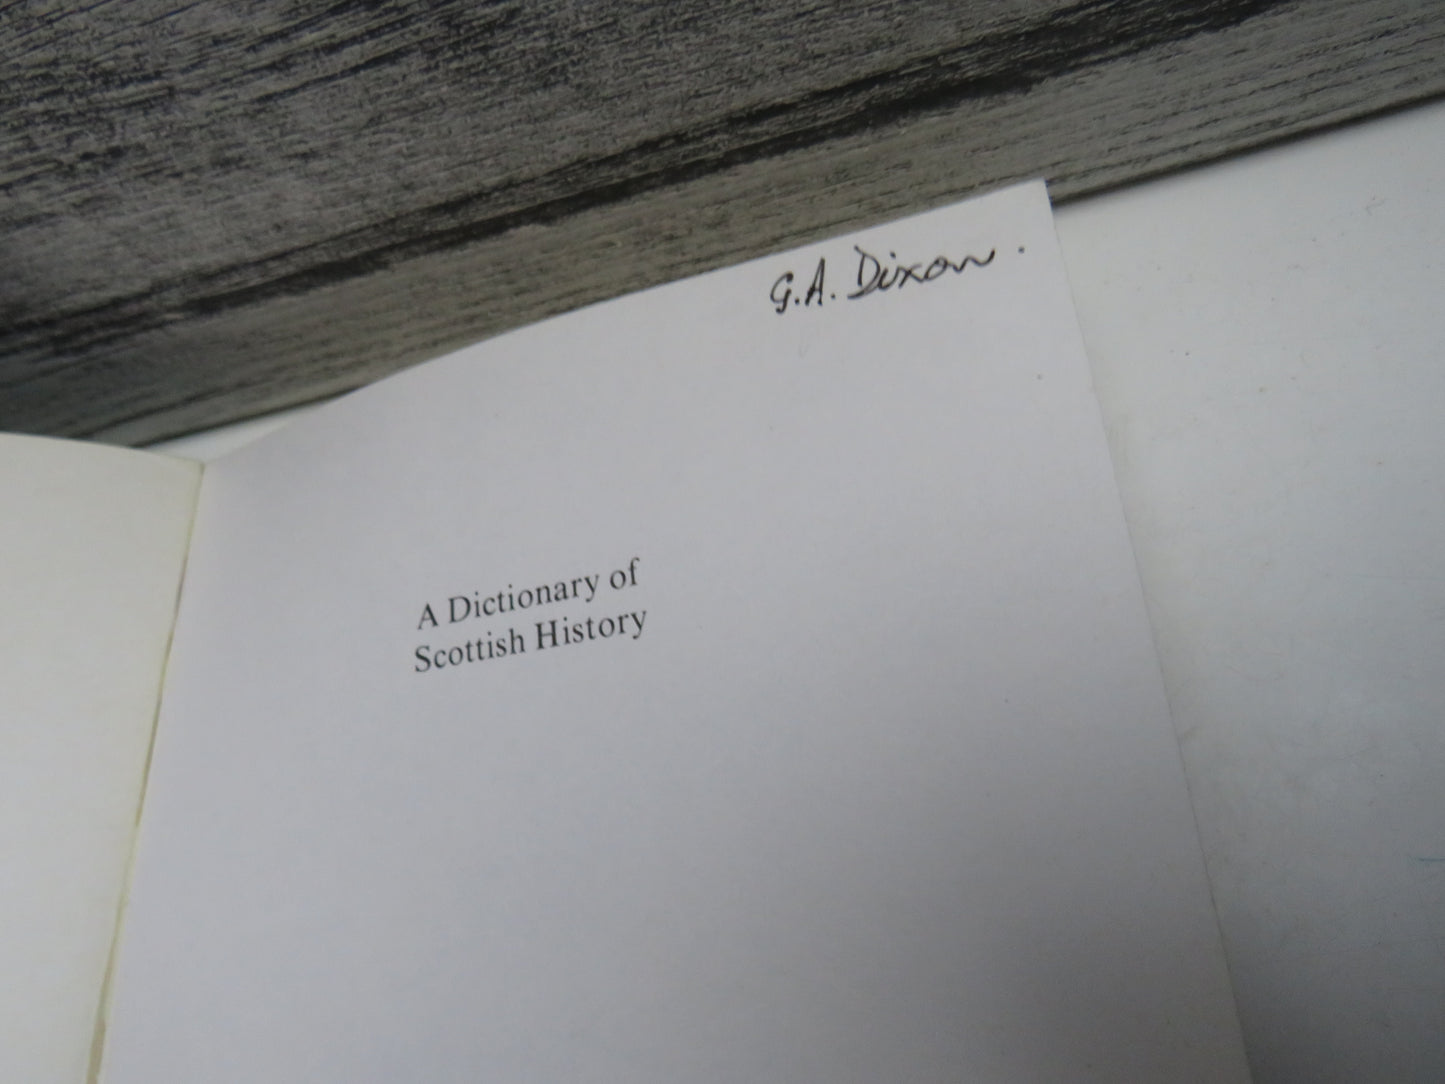 G.A. Dixon.
A Dictionary of
Scottish History